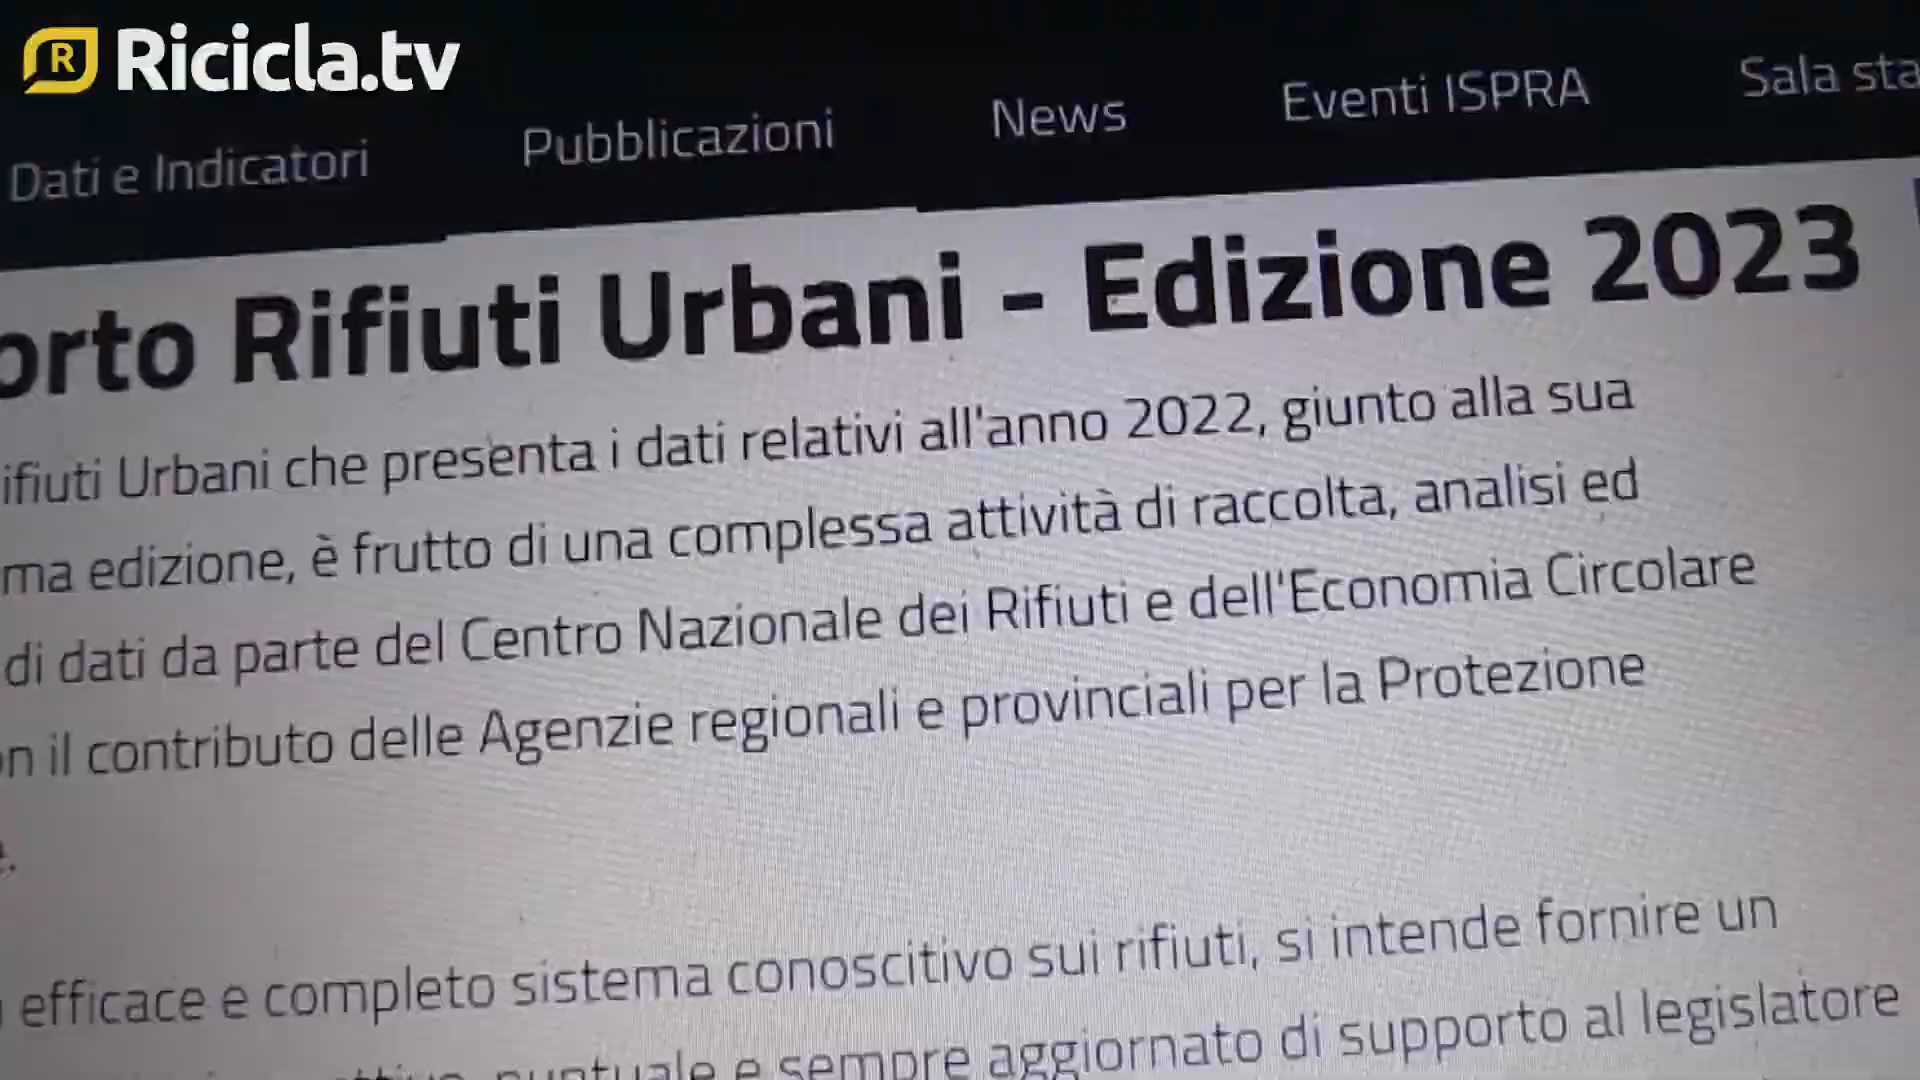 Ricicla.tv
Dati e Indicatori Pubblicazioni News Eventi ISPRA Sala sta
orto Rifiuti Urbani - Edizione 2023
ifiuti Urbani che presenta i dati relativi all'anno 2022, giunto alla sua
ma edizione, è frutto di una complessa attività di raccolta, analisi ed
di dati da parte del Centro Nazionale dei Rifiuti e dell'Economia Circolare
n il contributo delle Agenzie regionali e provinciali per la Protezione
efficace e completo sistema conoscitivo sui rifiuti, si intende fornire un
puntuale e sempre aggiornato di supporto al legislatore